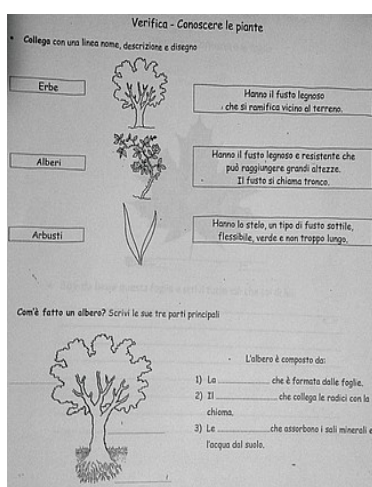 Verifica - Conoscere le piante
Collega con una linea nome, descrizione e disegno
Erbe
Hanno il fusto legnoso
che si ramifica vicino al terreno.
Alberi
Hanno il fusto legnoso e resistente che
può raggiungere grandi altezze.
Il fusto si chiama tronco.
Arbusti
Hanno lo stelo, un tipo di fusto sottile,
flessibile, verde e non troppo lungo.
Com'è fatto un albero? Scrivi le sue tre parti principali
L'albero è composto da:
1) La ________ che è formata dalle foglie.
2) Il ________ che collega le radici con la
chioma.
3) Le ________ che assorbono i sali minerali e
l'acqua dal suolo.